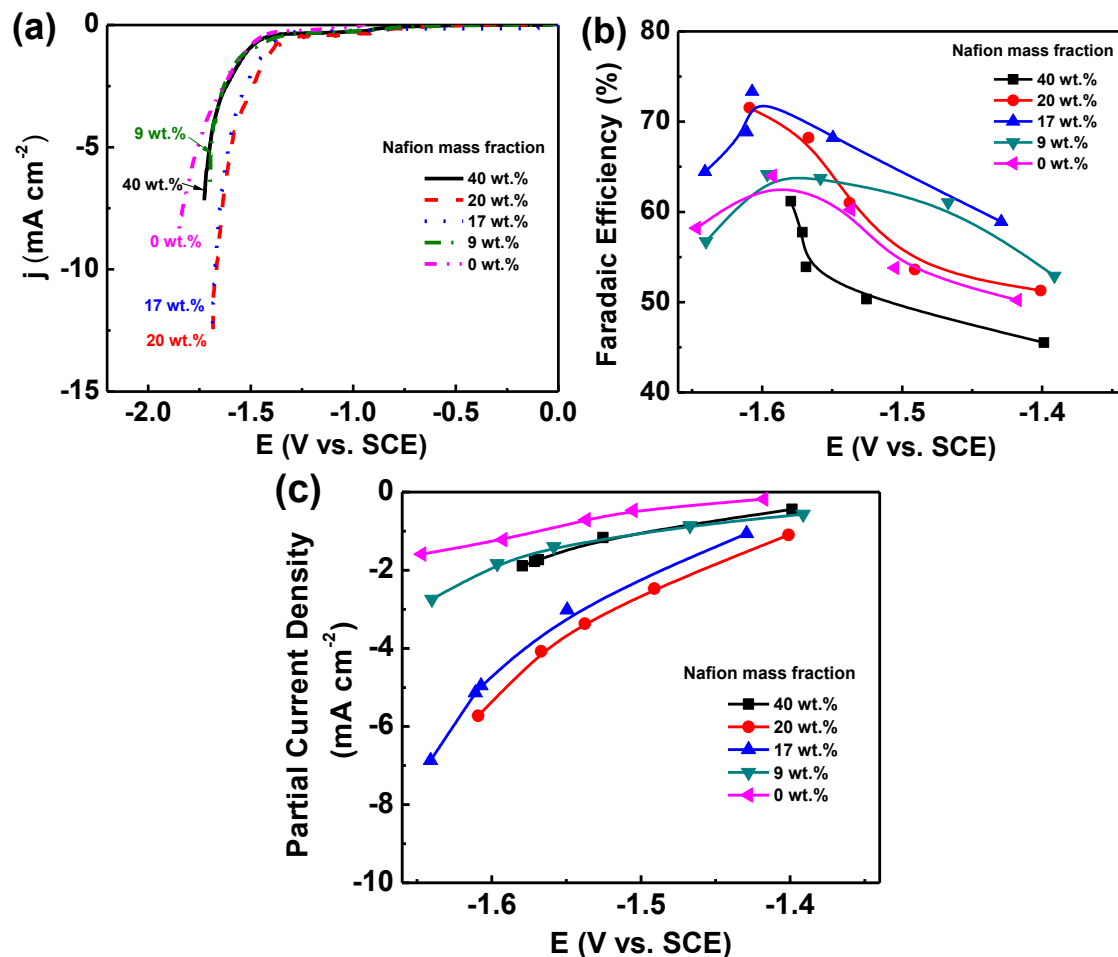 (a)
0
-5
-10
-15
j (mA cm-2)
9 wt.%
40 wt.%
0 wt.%
17 wt.%
20 wt.%
Nafion mass fraction
40 wt.%
20 wt.%
17 wt.%
9 wt.%
0 wt.%
-2.0 -1.5 -1.0 -0.5 0.0
E (V vs. SCE)
(b)
80
70
60
50
40
Faradaic Efficiency (%)
Nafion mass fraction
40 wt.%
20 wt.%
17 wt.%
9 wt.%
0 wt.%
-1.6 -1.5 -1.4
E (V vs. SCE)
(c)
0
-2
-4
-6
-8
-10
Partial Current Density
(mA cm-2)
Nafion mass fraction
40 wt.%
20 wt.%
17 wt.%
9 wt.%
0 wt.%
-1.6 -1.5 -1.4
E (V vs. SCE)